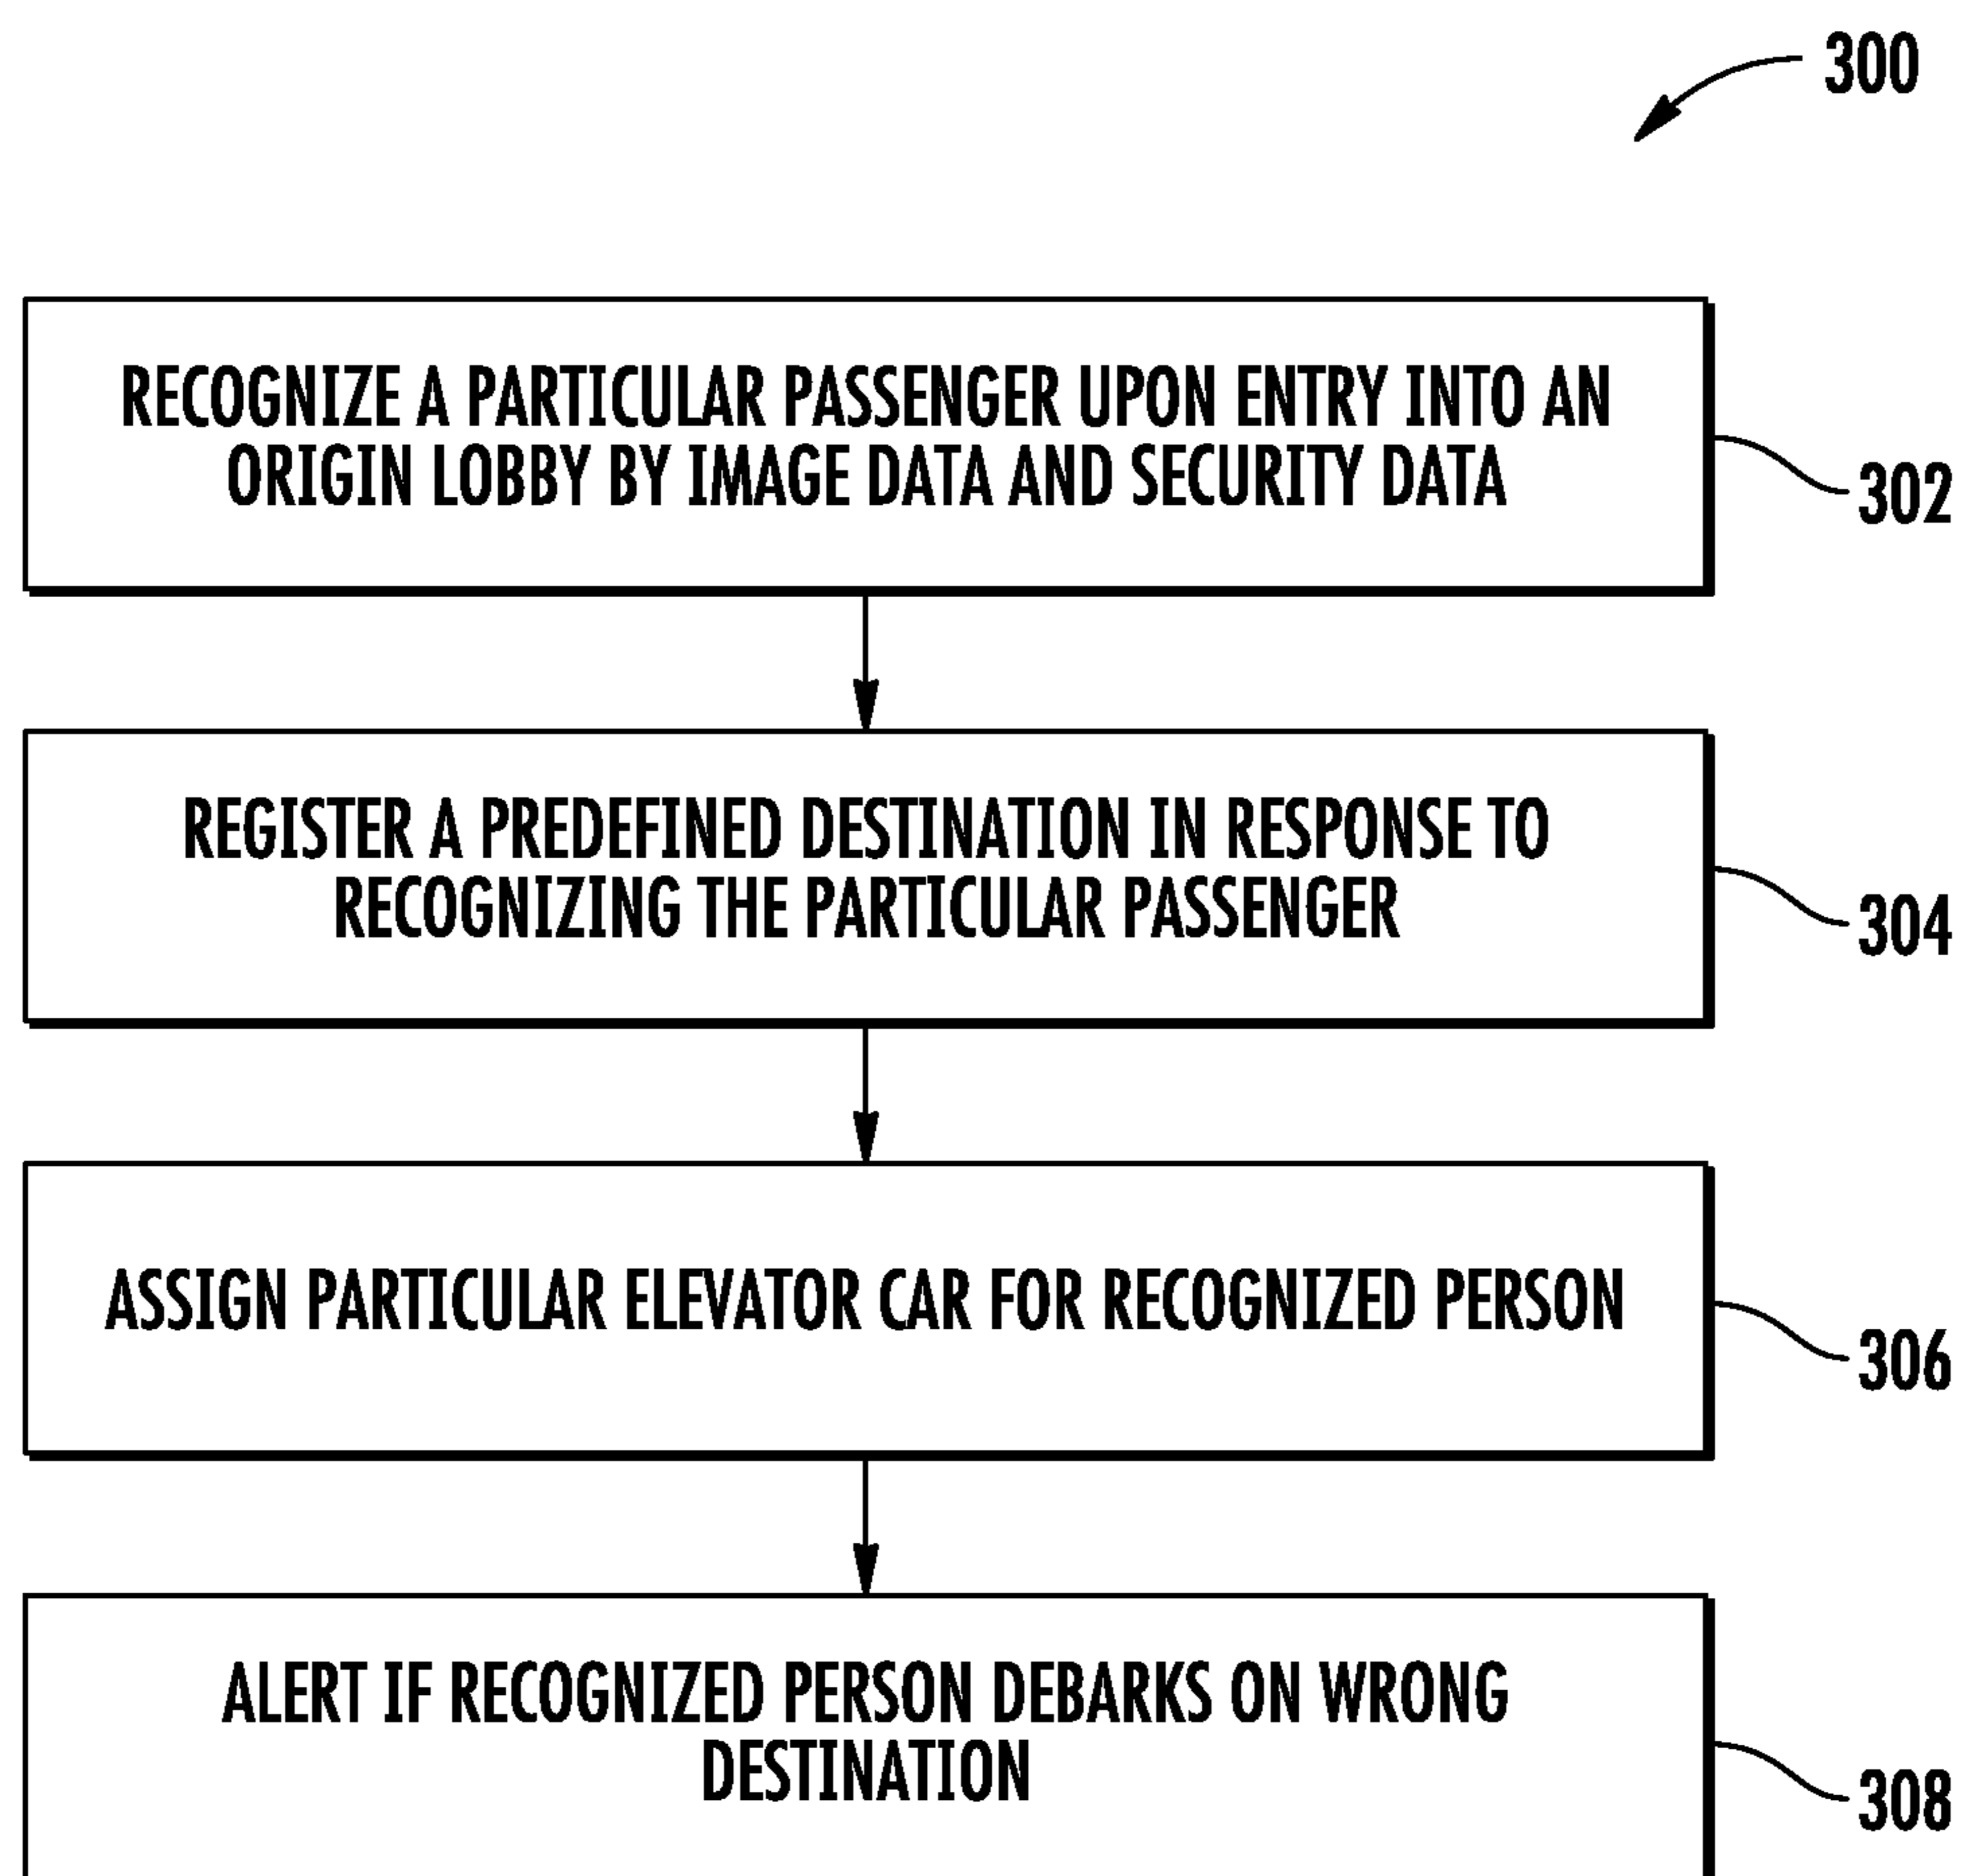 300
RECOGNIZE A PARTICULAR PASSENGER UPON ENTRY INTO AN
ORIGIN LOBBY BY IMAGE DATA AND SECURITY DATA
302
REGISTER A PREDEFINED DESTINATION IN RESPONSE TO
RECOGNIZING THE PARTICULAR PASSENGER
304
ASSIGN PARTICULAR ELEVATOR CAR FOR RECOGNIZED PERSON
306
ALERT IF RECOGNIZED PERSON DEBARKS ON WRONG
DESTINATION
308